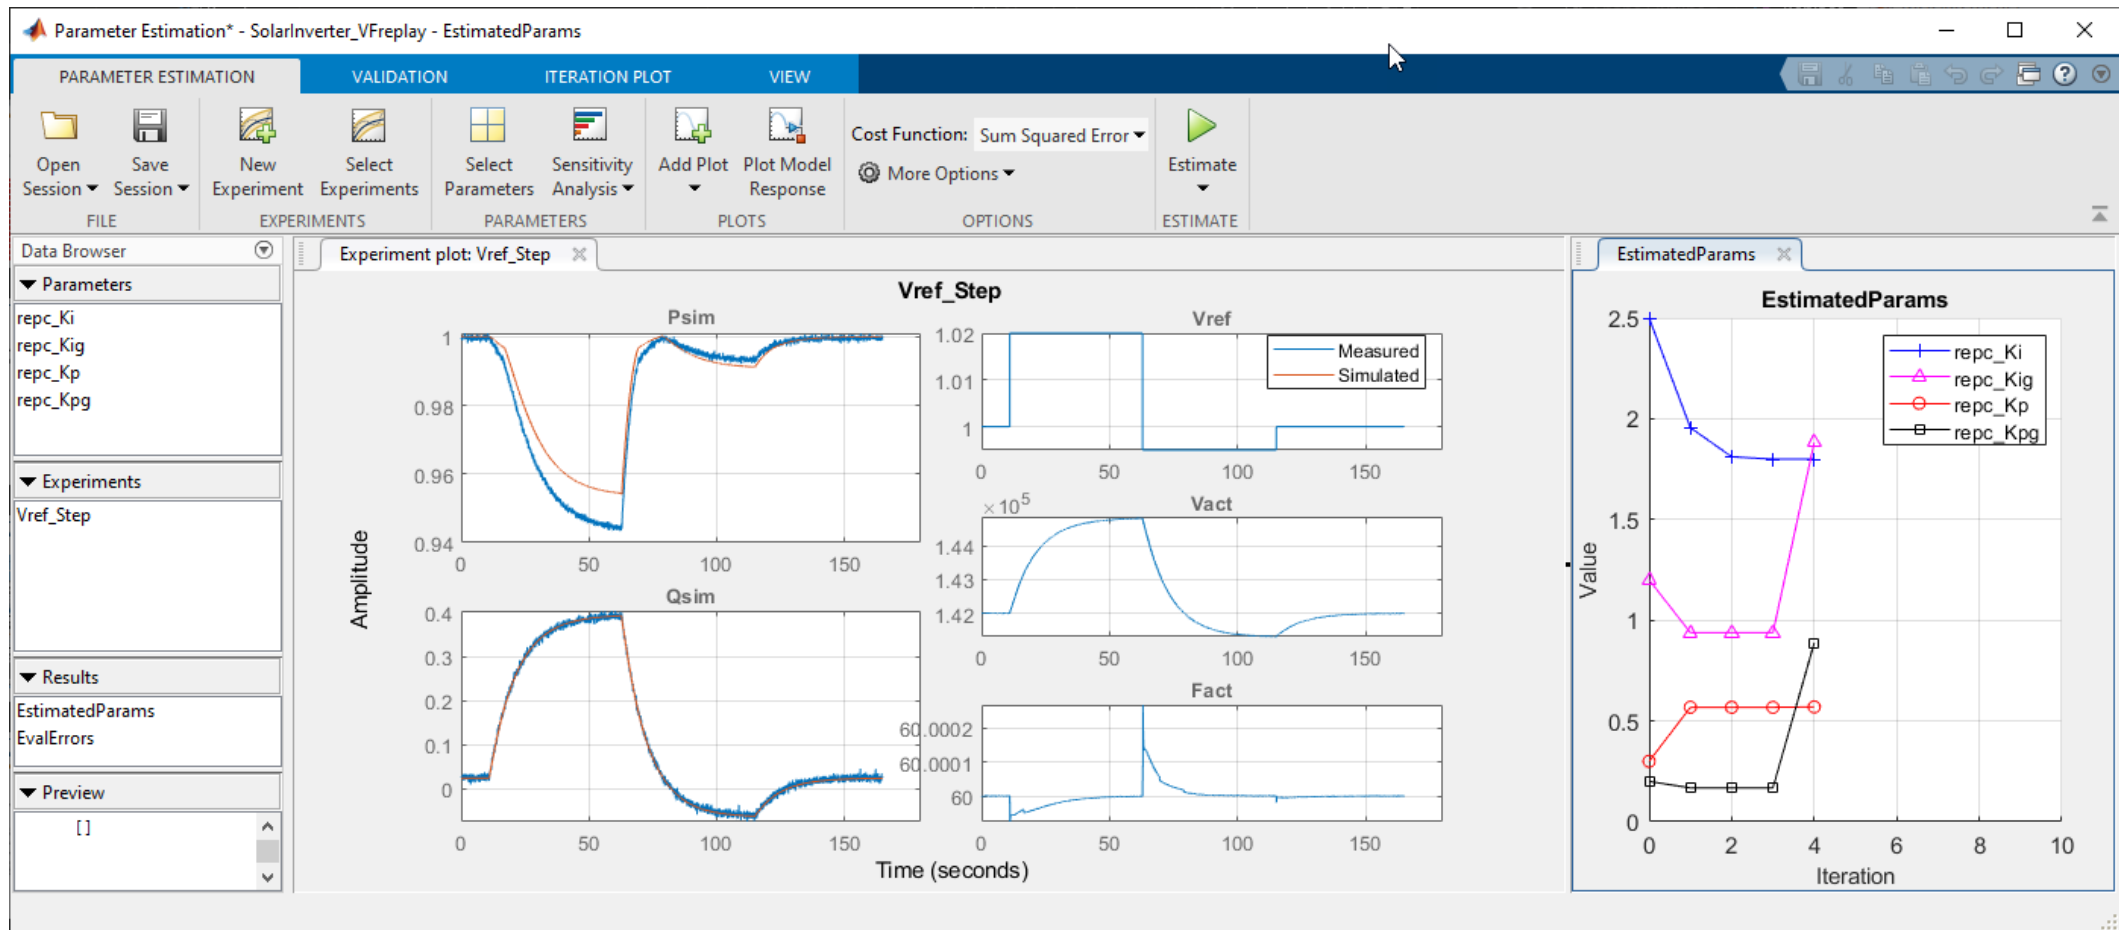 Parameter Estimation* - SolarInverter_VFreplay - EstimatedParams
PARAMETER ESTIMATION
VALIDATION
ITERATION PLOT
VIEW
Open Session
Save Session
New Experiment
Select Experiments
Select Parameters
Sensitivity Analysis
Add Plot
Plot Model Response
Cost Function: Sum Squared Error
More Options
Estimate
FILE
EXPERIMENTS
PARAMETERS
PLOTS
OPTIONS
ESTIMATE
Data Browser
Parameters
repc_Ki
repc_Kig
repc_Kp
repc_Kpg
Experiments
Vref_Step
Results
EstimatedParams
EvalErrors
Preview
[]
Experiment plot: Vref_Step
Vref_Step
Amplitude
Psim
1
0.98
0.96
0.94
0 50 100 150
Qsim
0.4
0.3
0.2
0.1
0
0 50 100 150
Vref
1.02
1.01
1
0 50 100 150
Measured
Simulated
Vact
×10^5
1.44
1.43
1.42
0 50 100 150
Fact
60.0002
60.0001
60
0 50 100 150
Time (seconds)
EstimatedParams
EstimatedParams
Value
2.5
2
1.5
1
0.5
0
0 2 4 6 8 10
Iteration
repc_Ki
repc_Kig
repc_Kp
repc_Kpg